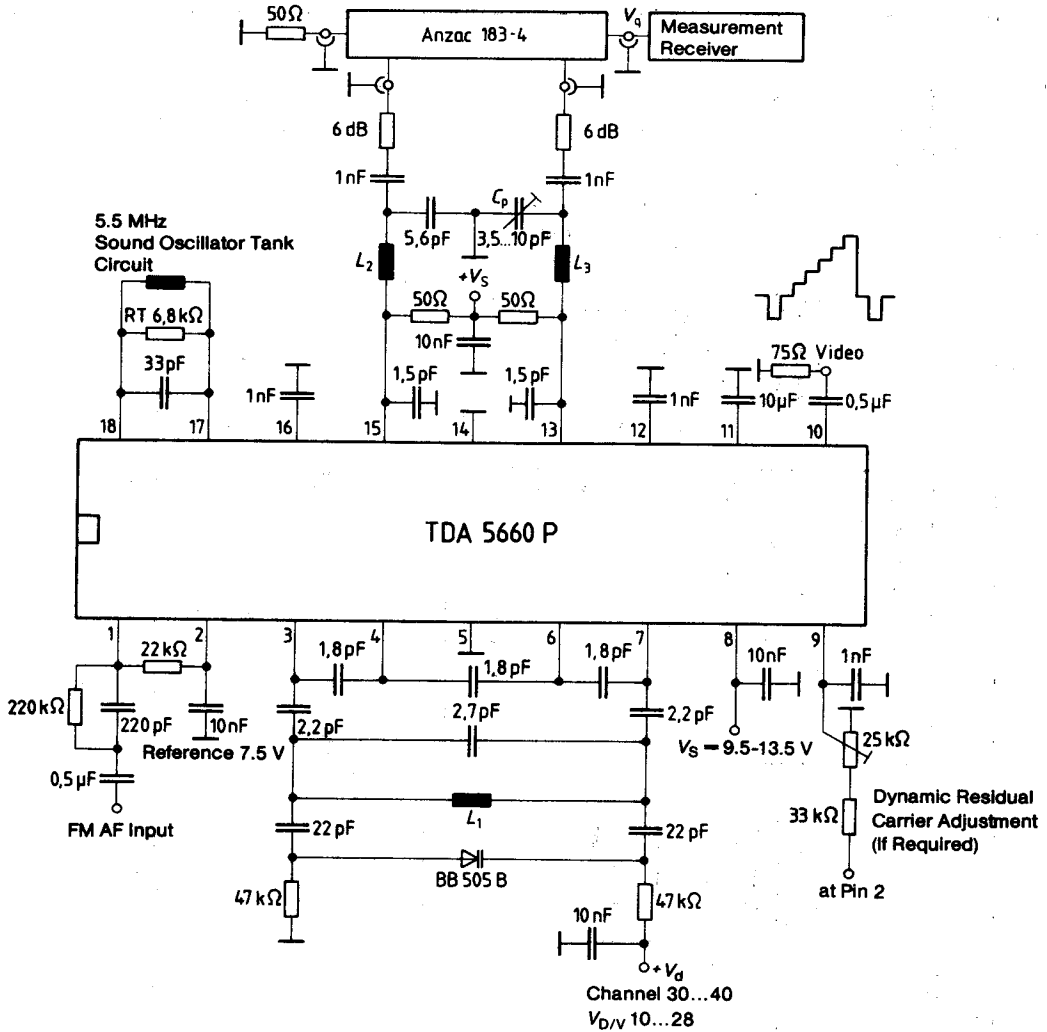 50Ω
Anzac 183-4
Vq
Measurement
Receiver
6 dB
6 dB
1nF
1nF
Cp
5,6pF
3,5...10pF
5.5 MHz
Sound Oscillator Tank
Circuit
L2
L3
+VS
50Ω
50Ω
RT 6,8kΩ
10nF
75Ω Video
33pF
1,5pF
1,5pF
1nF
1nF
10µF
0,5µF
18
17
16
15
14
13
12
11
10
TDA 5660 P
1
2
3
4
5
6
7
8
9
22kΩ
1,8pF
1,8pF
1,8pF
10nF
1nF
220kΩ
220pF
10nF
2,2pF
2,7pF
2,2pF
25kΩ
Reference 7.5 V
VS = 9.5-13.5 V
0,5µF
FM AF Input
L1
33kΩ
Dynamic Residual
Carrier Adjustment
(If Required)
22pF
22pF
BB 505 B
at Pin 2
47kΩ
47kΩ
10nF
+Vd
Channel 30...40
VD/V 10...28